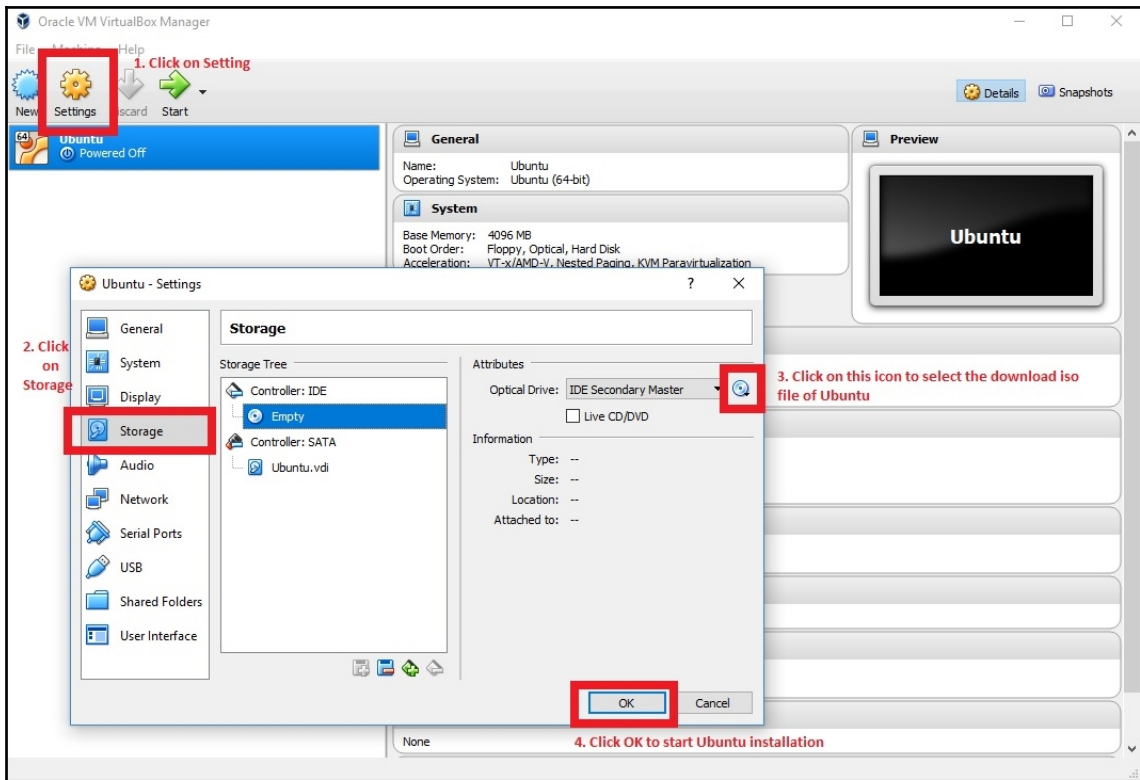 Oracle VM VirtualBox Manager
File Machine Help
1. Click on Setting
New Settings Discard Start
Details Snapshots
64
Ubuntu
Powered Off
General
Name: Ubuntu
Operating System: Ubuntu (64-bit)
System
Base Memory: 4096 MB
Boot Order: Floppy, Optical, Hard Disk
Acceleration: VT-x/AMD-V, Nested Paging, KVM Paravirtualization
Preview
Ubuntu
Ubuntu - Settings
?
2. Click
on
Storage
General
System
Display
Storage
Audio
Network
Serial Ports
USB
Shared Folders
User Interface
Storage
Storage Tree
Controller: IDE
Empty
Controller: SATA
Ubuntu.vdi
Attributes
Optical Drive: IDE Secondary Master
Live CD/DVD
Information
Type: --
Size: --
Location: --
Attached to: --
3. Click on this icon to select the download iso
file of Ubuntu
OK Cancel
None
4. Click OK to start Ubuntu installation